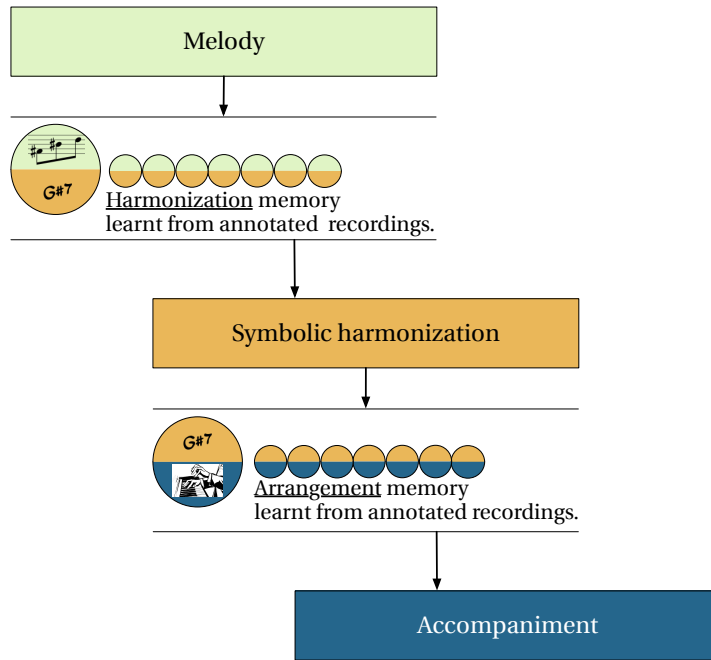 Melody
G#7
Harmonization memory
learnt from annotated recordings.
Symbolic harmonization
G#7
Arrangement memory
learnt from annotated recordings.
Accompaniment